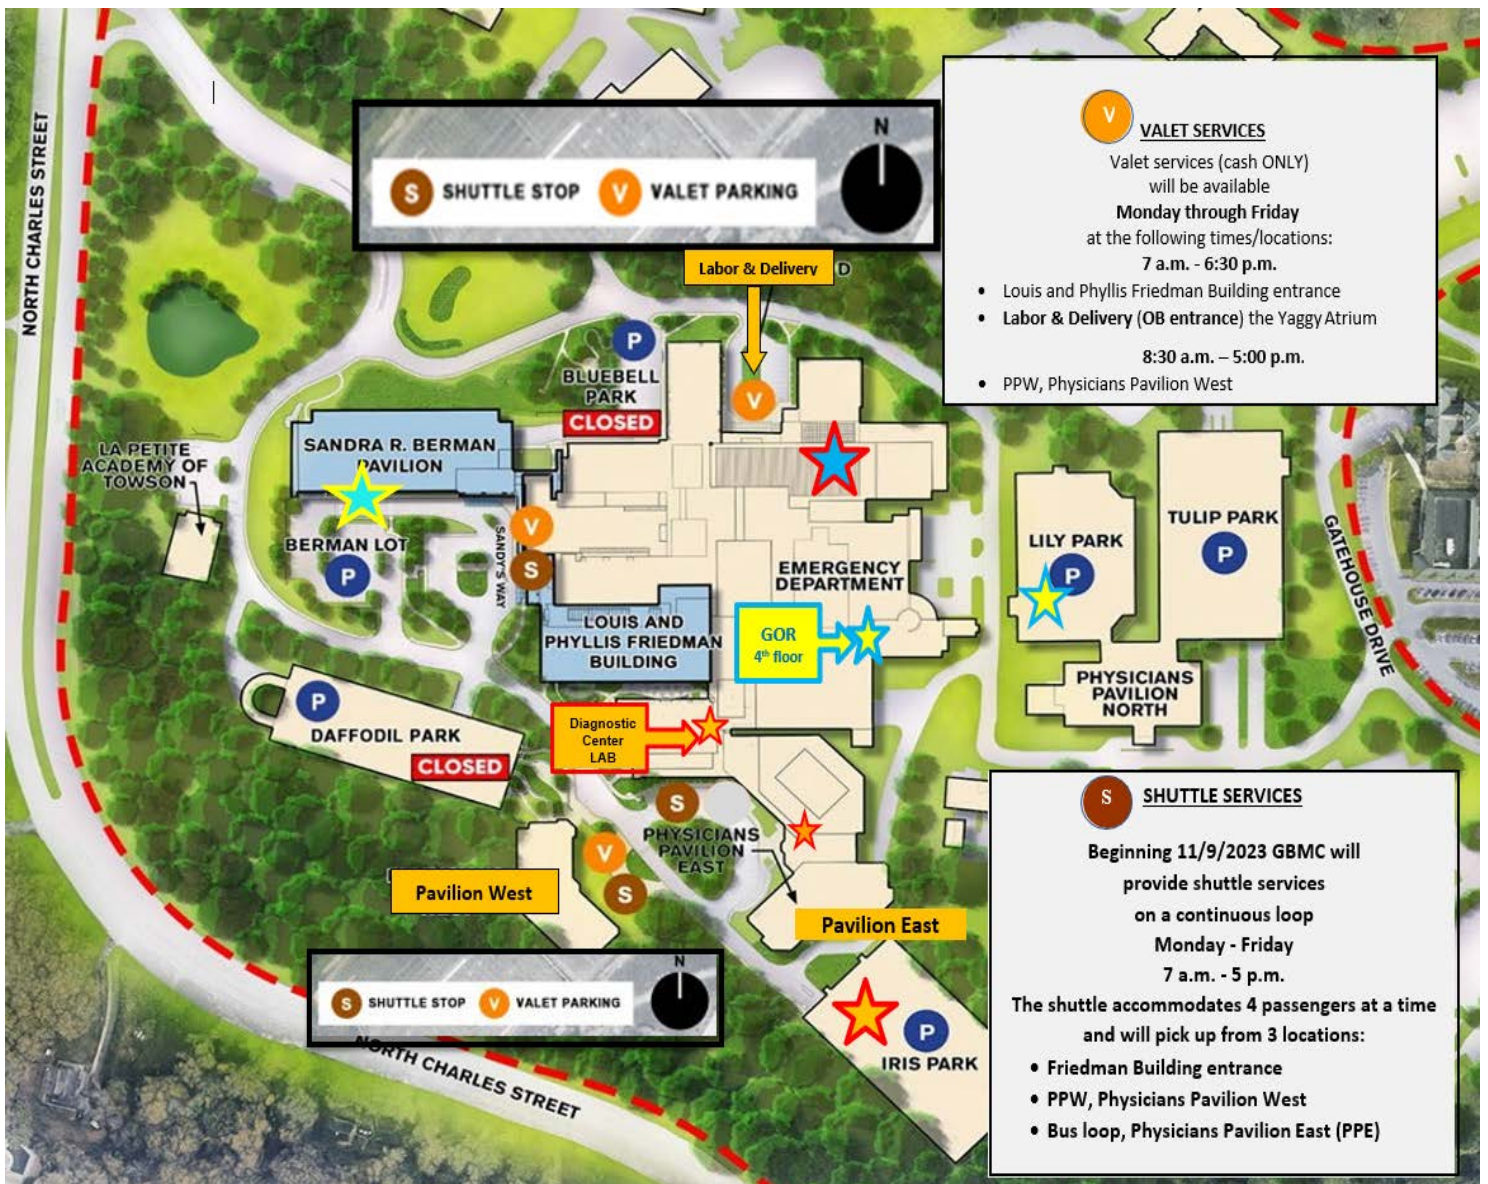 V
VALET SERVICES
Valet services (cash ONLY)
will be available
Monday through Friday
at the following times/locations:
7 a.m. - 6:30 p.m.
• Louis and Phyllis Friedman Building entrance
• Labor & Delivery (OB entrance) the Yaggy Atrium
8:30 a.m. – 5:00 p.m.
• PPW, Physicians Pavilion West
N
S SHUTTLE STOP V VALET PARKING
NORTH CHARLES STREET
Labor & Delivery D
P
BLUEBELL
PARK
CLOSED
V
SANDRA R. BERMAN
PAVILION
LA PETITE
ACADEMY OF
TOWSON
BERMAN LOT
P
SANDY'S WAY
V
S
EMERGENCY
DEPARTMENT
LILY PARK
P
TULIP PARK
P
GATEHOUSE DRIVE
LOUIS AND
PHYLLIS FRIEDMAN
BUILDING
GOR
4th floor
PHYSICIANS
PAVILION
NORTH
P
DAFFODIL PARK
CLOSED
Diagnostic
Center
LAB
S
PHYSICIANS
PAVILION
EAST
V
S
Pavilion West
Pavilion East
N
S SHUTTLE STOP V VALET PARKING
P
IRIS PARK
NORTH CHARLES STREET
S
SHUTTLE SERVICES
Beginning 11/9/2023 GBMC will
provide shuttle services
on a continuous loop
Monday - Friday
7 a.m. - 5 p.m.
The shuttle accommodates 4 passengers at a time
and will pick up from 3 locations:
• Friedman Building entrance
• PPW, Physicians Pavilion West
• Bus loop, Physicians Pavilion East (PPE)